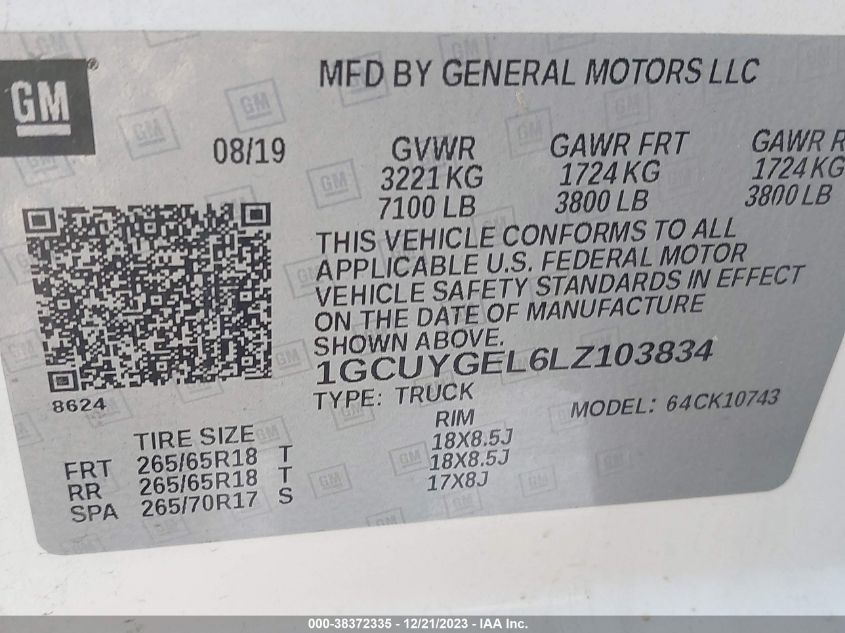 GM
MFD BY GENERAL MOTORS LLC
08/19
GVWR GAWR FRT GAWR R
3221 KG 1724 KG 1724 KG
7100 LB 3800 LB 3800 LB
THIS VEHICLE CONFORMS TO ALL
APPLICABLE U.S. FEDERAL MOTOR
VEHICLE SAFETY STANDARDS IN EFFECT
ON THE DATE OF MANUFACTURE
SHOWN ABOVE.
1GCUYGEL6LZ103834
TYPE: TRUCK
MODEL: 64CK10743
8624
TIRE SIZE RIM
FRT 265/65R18 T 18X8.5J
RR 265/65R18 T 18X8.5J
SPA 265/70R17 S 17X8J
000-38372335 - 12/21/2023 - IAA Inc.